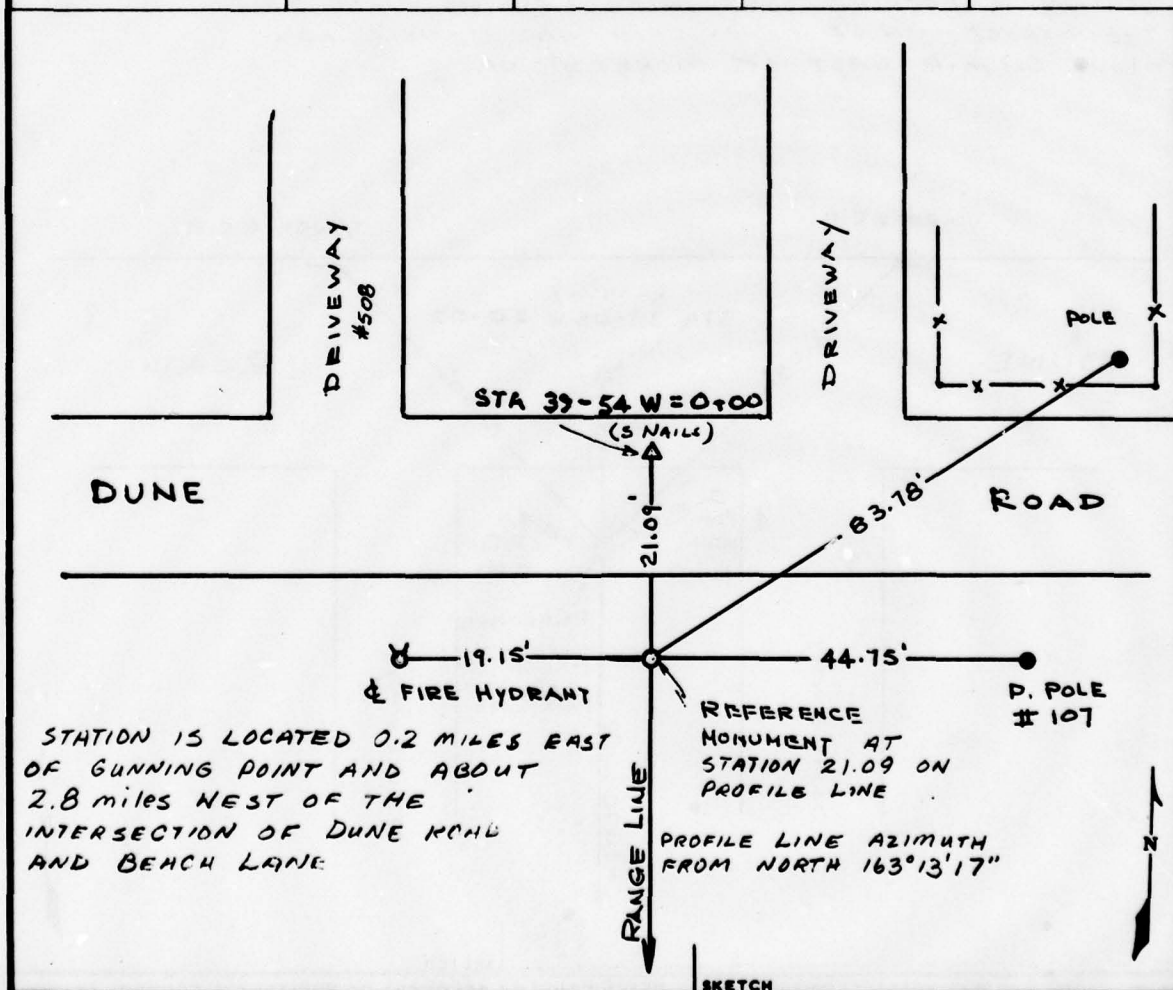 DRIVEWAY
#508
DRIVEWAY
POLE
STA 39-54 W = 0+00
(5 NAILS)
DUNE
ROAD
21.09'
83.78'
19.15'
44.75'
℄ FIRE HYDRANT
P. POLE
# 107
REFERENCE
MONUMENT AT
STATION 21.09 ON
PROFILE LINE
STATION IS LOCATED 0.2 MILES EAST
OF GUNNING POINT AND ABOUT
2.8 miles WEST OF THE
INTERSECTION OF DUNE ROAD
AND BEACH LANE
RANGE LINE
PROFILE LINE AZIMUTH
FROM NORTH 163°13'17"
N
SKETCH